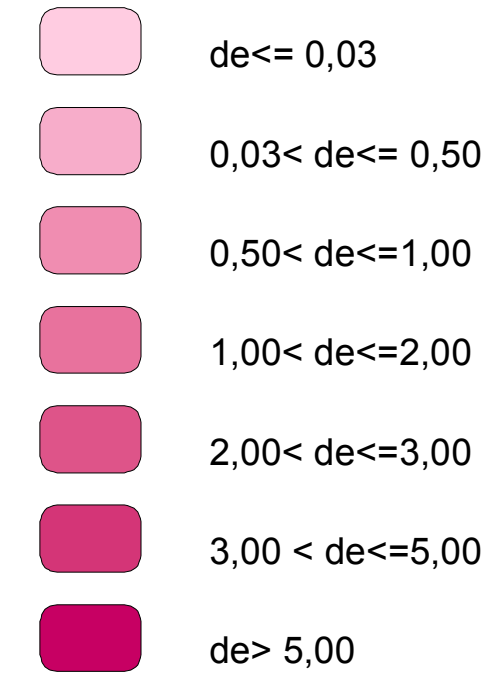 de<= 0,03
0,03< de<= 0,50
0,50< de<=1,00
1,00< de<=2,00
2,00< de<=3,00
3,00 < de<=5,00
de> 5,00